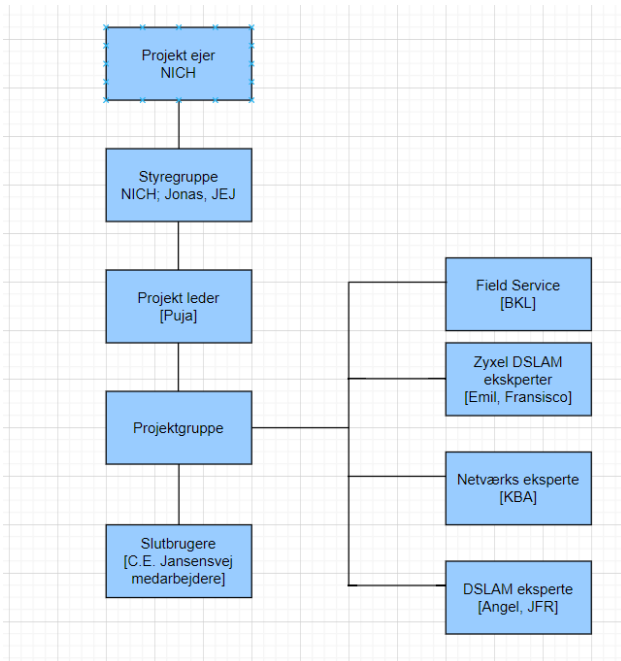 Projekt ejer
NICH
Styregruppe
NICH; Jonas, JEJ
Projekt leder
[Puja]
Projektgruppe
Slutbrugere
[C.E. Jansensvej
medarbejdere]
Field Service
[BKL]
Zyxel DSLAM
ekskperter
[Emil, Fransisco]
Netværks eksperte
[KBA]
DSLAM eksperte
[Angel, JFR]